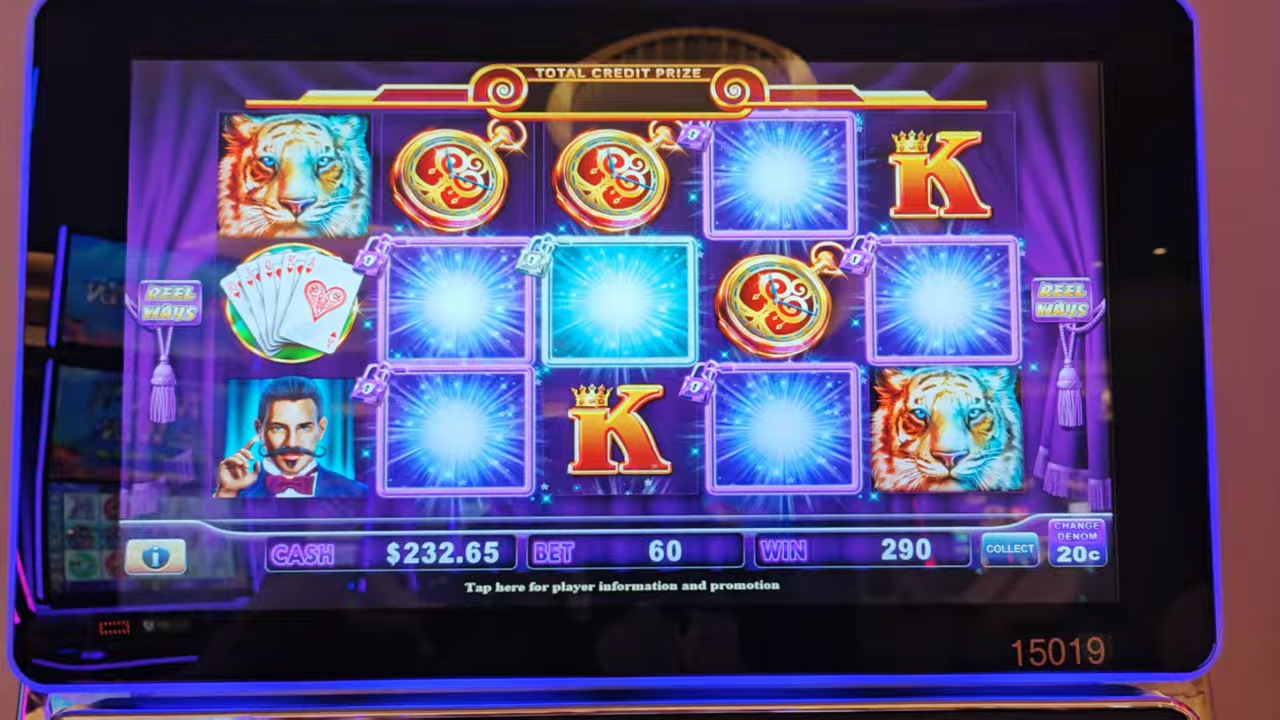 TOTAL CREDIT PRIZE
K
REEL WAYS
REEL WAYS
K
CASH $232.65 BET 60 WIN 290 COLLECT
CHANGE DENOM 20c
Tap here for player information and promotion
15019